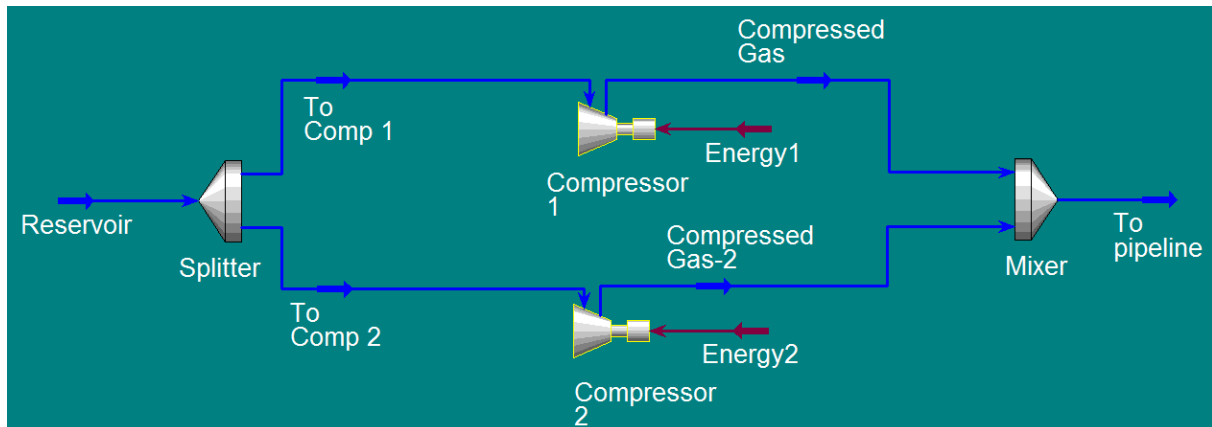 Compressed
Gas
To
Comp 1
Energy1
Compressor
1
Reservoir
Splitter
Compressed
Gas-2
To
pipeline
Mixer
To
Comp 2
Energy2
Compressor
2